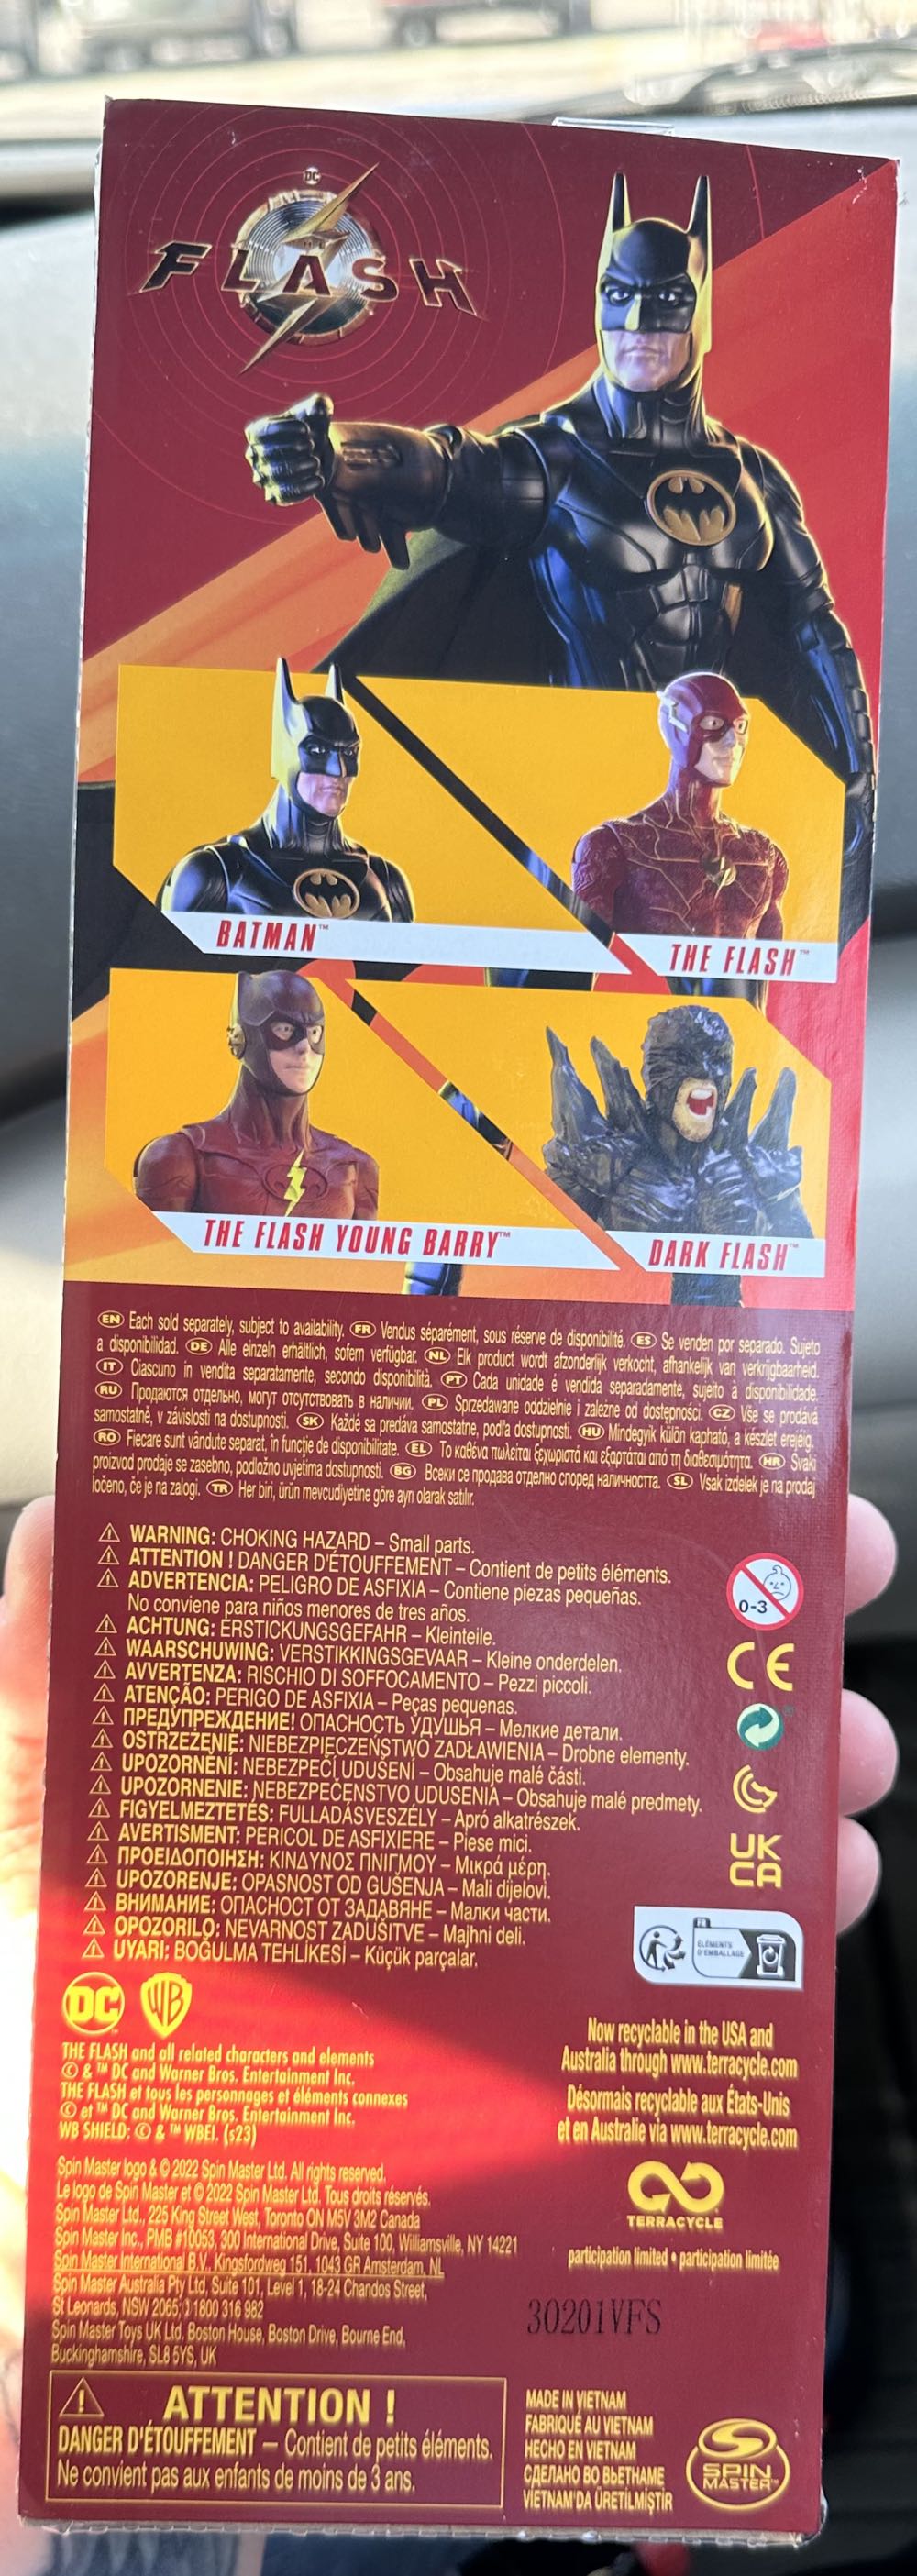 DC
THE
FLASH
BATMAN™
THE FLASH™
THE FLASH YOUNG BARRY™
DARK FLASH™
EN Each sold separately, subject to availability. FR Vendus séparément, sous réserve de disponibilité. ES Se venden por separado. Sujeto
a disponibilidad. DE Alle einzeln erhältlich, sofern verfügbar. NL Elk product wordt afzonderlijk verkocht, afhankelijk van verkrijgbaarheid.
IT Ciascuno in vendita separatamente, secondo disponibilità. PT Cada unidade é vendida separadamente, sujeito à disponibilidade.
RU Продаются отдельно, могут отсутствовать в наличии. PL Sprzedawane oddzielnie i zależne od dostępności. CZ Vše se prodává
samostatně, v závislosti na dostupnosti. SK Každé sa predáva samostatne, podľa dostupnosti. HU Mindegyik külön kapható, a készlet erejéig.
RO Fiecare sunt vândute separat, în funcție de disponibilitate. EL Το καθένα πωλείται ξεχωριστά και εξαρτάται από τη διαθεσιμότητα. HR Svaki
proizvod prodaje se zasebno, podložno uvjetima dostupnosti. BG Всеки се продава отделно според наличността. SL Vsak izdelek je na prodaj
ločeno, če je na zalogi. TR Her biri, ürün mevcudiyetine göre ayrı olarak satılır.
WARNING: CHOKING HAZARD – Small parts.
ATTENTION ! DANGER D'ÉTOUFFEMENT – Contient de petits éléments.
ADVERTENCIA: PELIGRO DE ASFIXIA – Contiene piezas pequeñas.
No conviene para niños menores de tres años.
ACHTUNG: ERSTICKUNGSGEFAHR – Kleinteile.
WAARSCHUWING: VERSTIKKINGSGEVAAR – Kleine onderdelen.
AVVERTENZA: RISCHIO DI SOFFOCAMENTO – Pezzi piccoli.
ATENÇÃO: PERIGO DE ASFIXIA – Peças pequenas.
ПРЕДУПРЕЖДЕНИЕ! ОПАСНОСТЬ УДУШЬЯ – Мелкие детали.
OSTRZEŻENIE: NIEBEZPIECZEŃSTWO ZADŁAWIENIA – Drobne elementy.
UPOZORNĚNÍ: NEBEZPEČÍ UDUŠENÍ – Obsahuje malé části.
UPOZORNENIE: NEBEZPEČENSTVO UDUSENIA – Obsahuje malé predmety.
FIGYELMEZTETÉS: FULLADÁSVESZÉLY – Apró alkatrészek.
AVERTISMENT: PERICOL DE ASFIXIERE – Piese mici.
ΠΡΟΕΙΔΟΠΟΙΗΣΗ: ΚΙΝΔΥΝΟΣ ΠΝΙΓΜΟΥ – Μικρά μέρη.
UPOZORENJE: OPASNOST OD GUŠENJA – Mali dijelovi.
ВНИМАНИЕ: ОПАСНОСТ ОТ ЗАДАВЯНЕ – Малки части.
OPOZORILO: NEVARNOST ZADUŠITVE – Majhni deli.
UYARI: BOĞULMA TEHLİKESİ – Küçük parçalar.
0-3
CE
UK
CA
FR
ÉLÉMENTS
D'EMBALLAGE
DC WB
THE FLASH and all related characters and elements
© & ™ DC and Warner Bros. Entertainment Inc.
THE FLASH et tous les personnages et éléments connexes
© et ™ DC and Warner Bros. Entertainment Inc.
WB SHIELD: © & ™ WBEI. (s23)
Now recyclable in the USA and
Australia through www.terracycle.com
Désormais recyclable aux États-Unis
et en Australie via www.terracycle.com
TERRACYCLE
participation limited • participation limitée
Spin Master logo & © 2022 Spin Master Ltd. All rights reserved.
Le logo de Spin Master et © 2022 Spin Master Ltd. Tous droits réservés.
Spin Master Ltd., 225 King Street West, Toronto ON M5V 3M2 Canada
Spin Master Inc., PMB #10053, 300 International Drive, Suite 100, Williamsville, NY 14221
Spin Master International B.V., Kingsfordweg 151, 1043 GR Amsterdam, NL
Spin Master Australia Pty Ltd, Suite 101, Level 1, 18-24 Chandos Street,
St Leonards, NSW 2065; 1800 316 982
Spin Master Toys UK Ltd. Boston House, Boston Drive, Bourne End,
Buckinghamshire, SL8 5YS, UK
30201VFS
ATTENTION !
DANGER D'ÉTOUFFEMENT — Contient de petits éléments.
Ne convient pas aux enfants de moins de 3 ans.
MADE IN VIETNAM
FABRIQUÉ AU VIETNAM
HECHO EN VIETNAM
СДЕЛАНО ВО ВЬЕТНАМЕ
VIETNAM'DA ÜRETİLMİŞTİR
SPIN
MASTER™